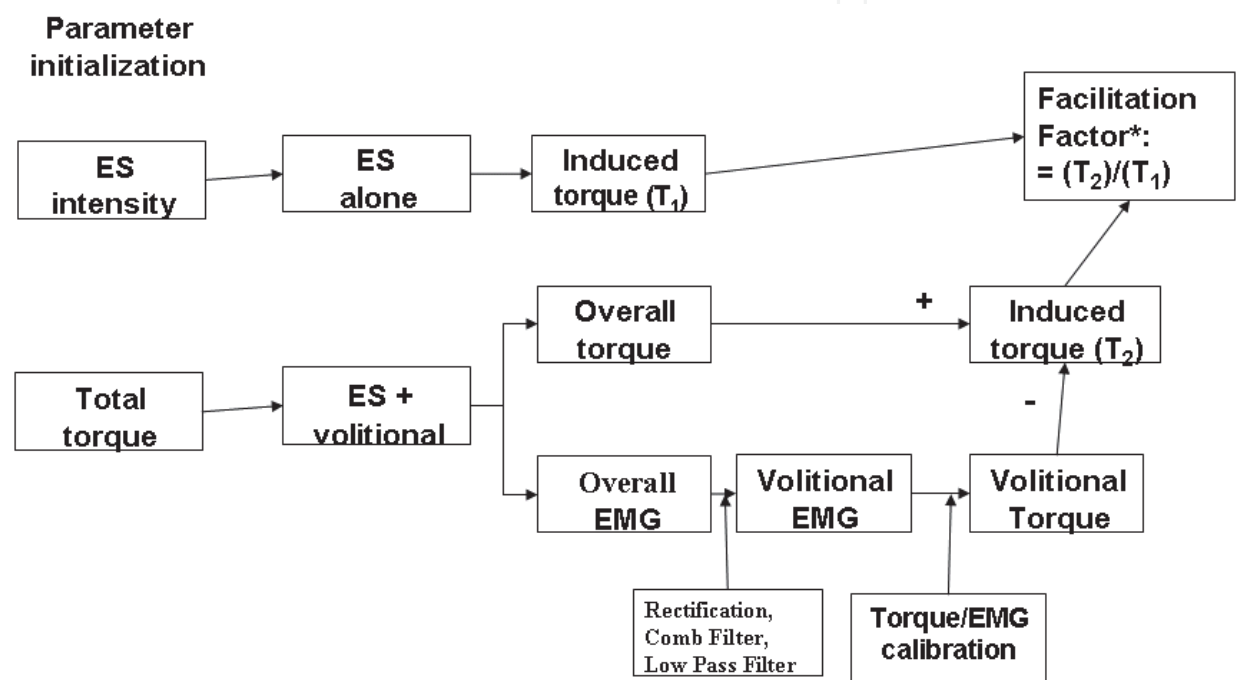 Parameter
initialization
ES
intensity
ES
alone
Induced
torque (T₁)
Facilitation
Factor*:
= (T₂)/(T₁)
Total
torque
ES +
volitional
Overall
torque
+
Induced
torque (T₂)
-
Overall
EMG
Volitional
EMG
Volitional
Torque
Rectification,
Comb Filter,
Low Pass Filter
Torque/EMG
calibration